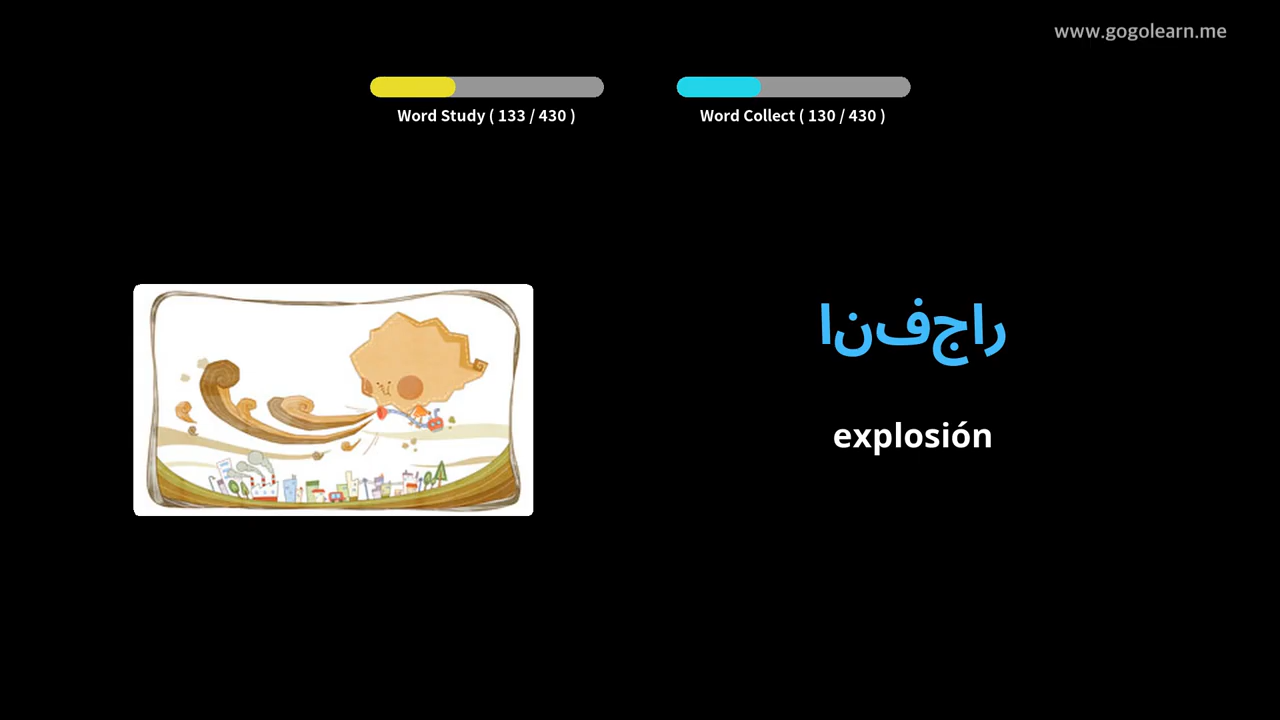 www.gogolearn.me
Word Study ( 133 / 430 )
Word Collect ( 130 / 430 )
انفجار
explosión